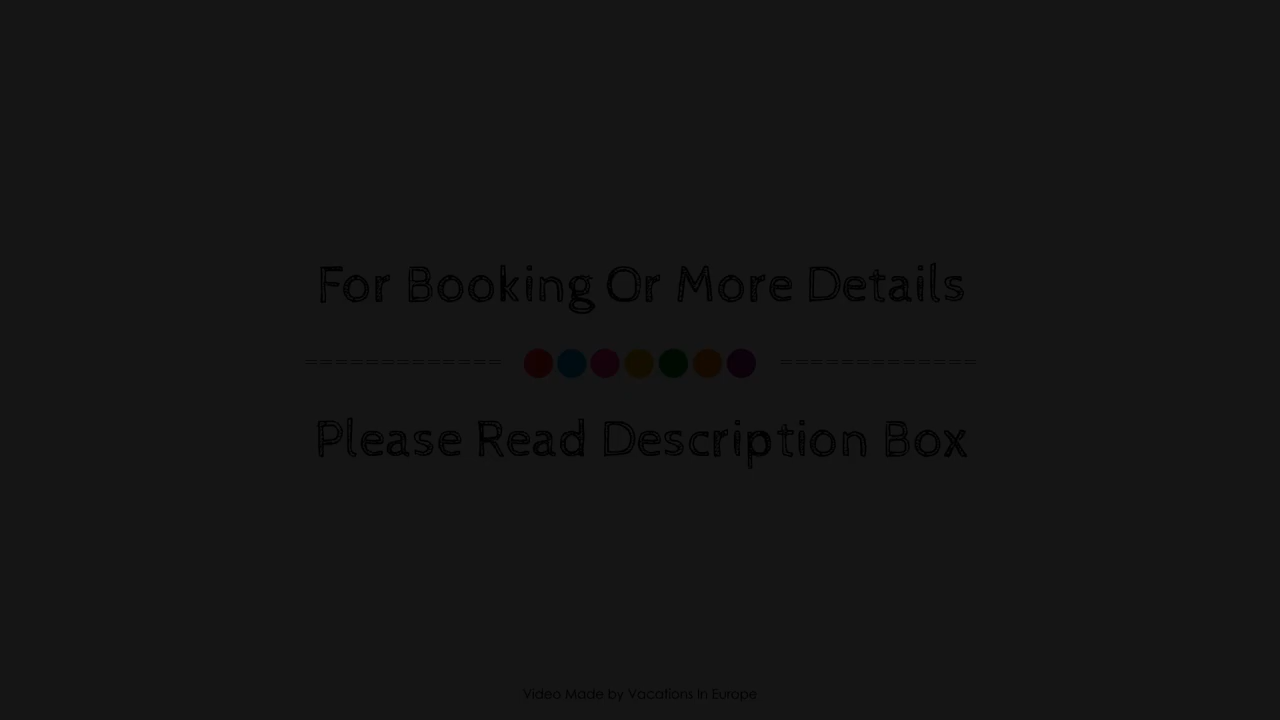 For Booking Or More Details
============= =============
Please Read Description Box
Video Made by Vacations In Europe